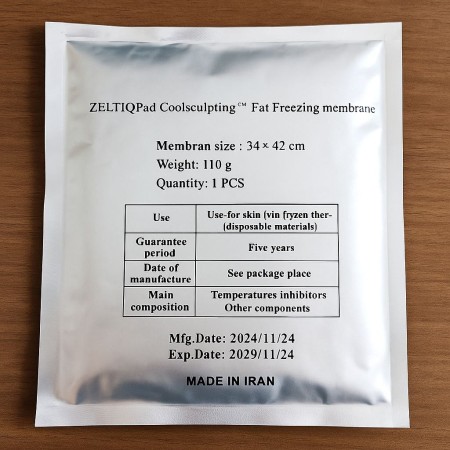 ZELTIQPad Coolsculpting™ Fat Freezing membrane
Membran size : 34 × 42 cm
Weight: 110 g
Quantity: 1 PCS
Use
Use-for skin (vin fryzen ther-
(disposable materials)
Guarantee
period
Five years
Date of
manufacture
See package place
Main
composition
Temperatures inhibitors
Other components
Mfg.Date: 2024/11/24
Exp.Date: 2029/11/24
MADE IN IRAN